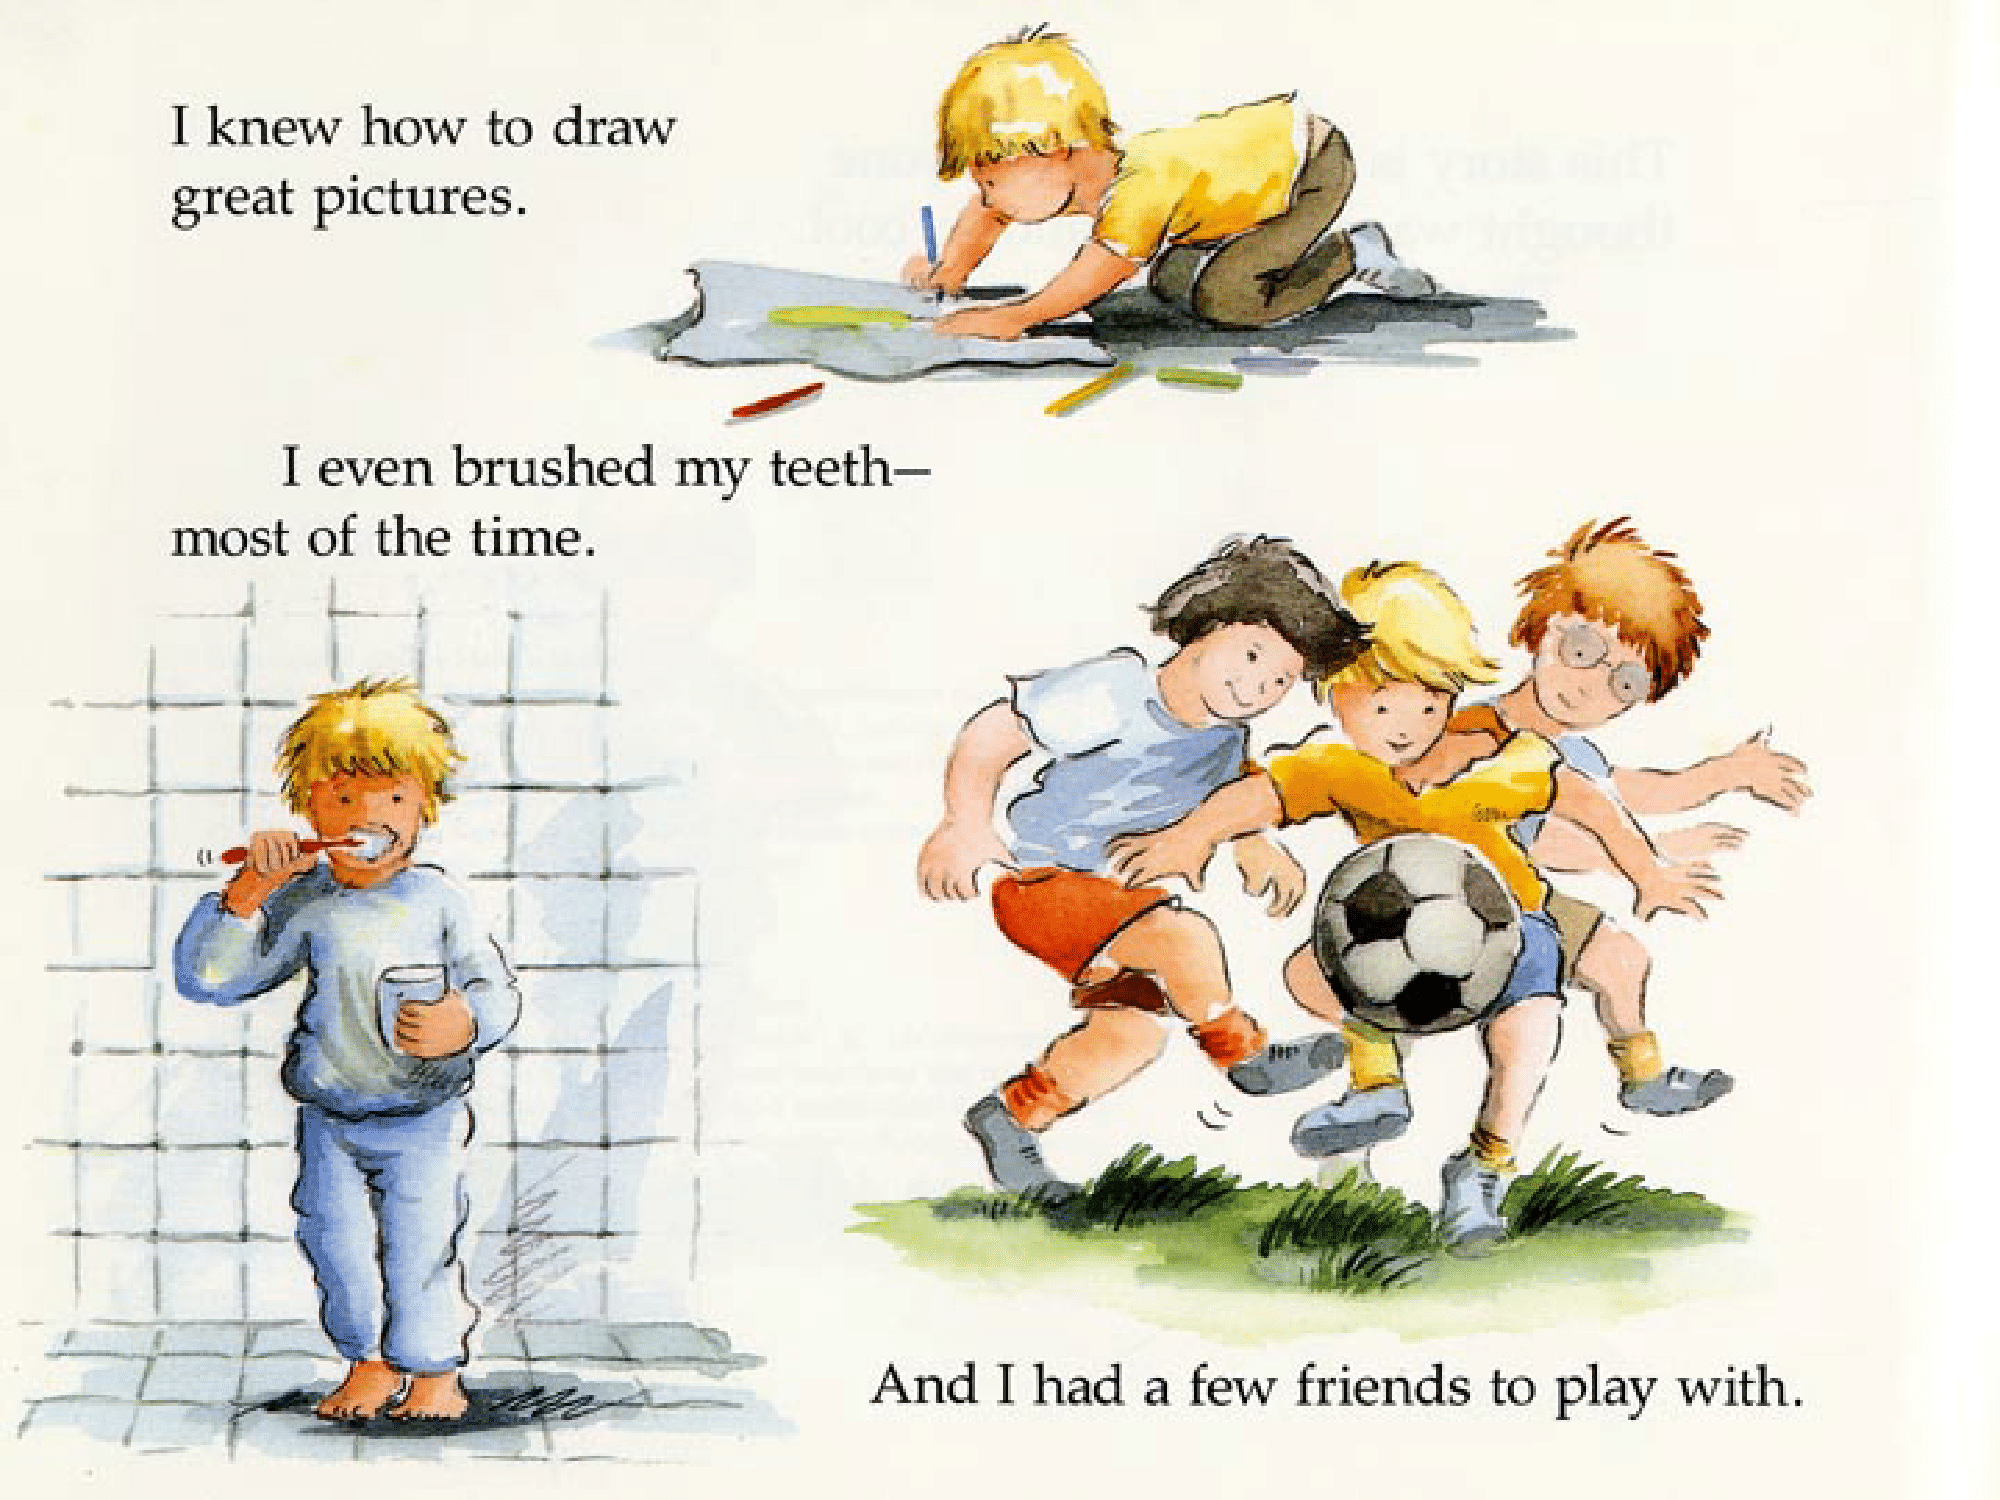 I knew how to draw
great pictures.
I even brushed my teeth—
most of the time.
And I had a few friends to play with.